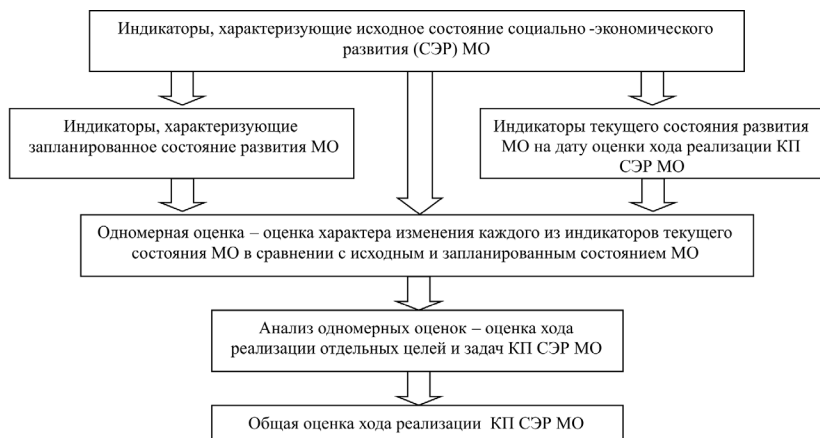 Индикаторы, характеризующие исходное состояние социально -экономического
развития (СЭР) МО
Индикаторы, характеризующие
запланированное состояние развития МО
Индикаторы текущего состояния развития
МО на дату оценки хода реализации КП
СЭР МО
Одномерная оценка – оценка характера изменения каждого из индикаторов текущего
состояния МО в сравнении с исходным и запланированным состоянием МО
Анализ одномерных оценок – оценка хода
реализации отдельных целей и задач КП СЭР МО
Общая оценка хода реализации КП СЭР МО